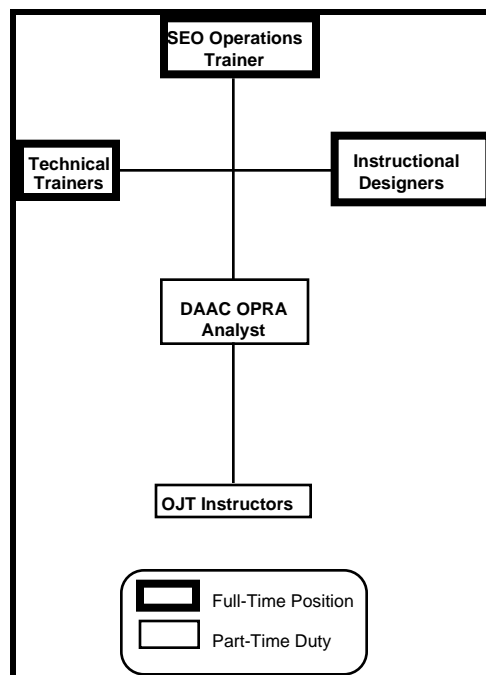 SEO Operations
Trainer
Technical
Trainers
Instructional
Designers
DAAC OPRA
Analyst
OJT Instructors
Full-Time Position
Part-Time Duty